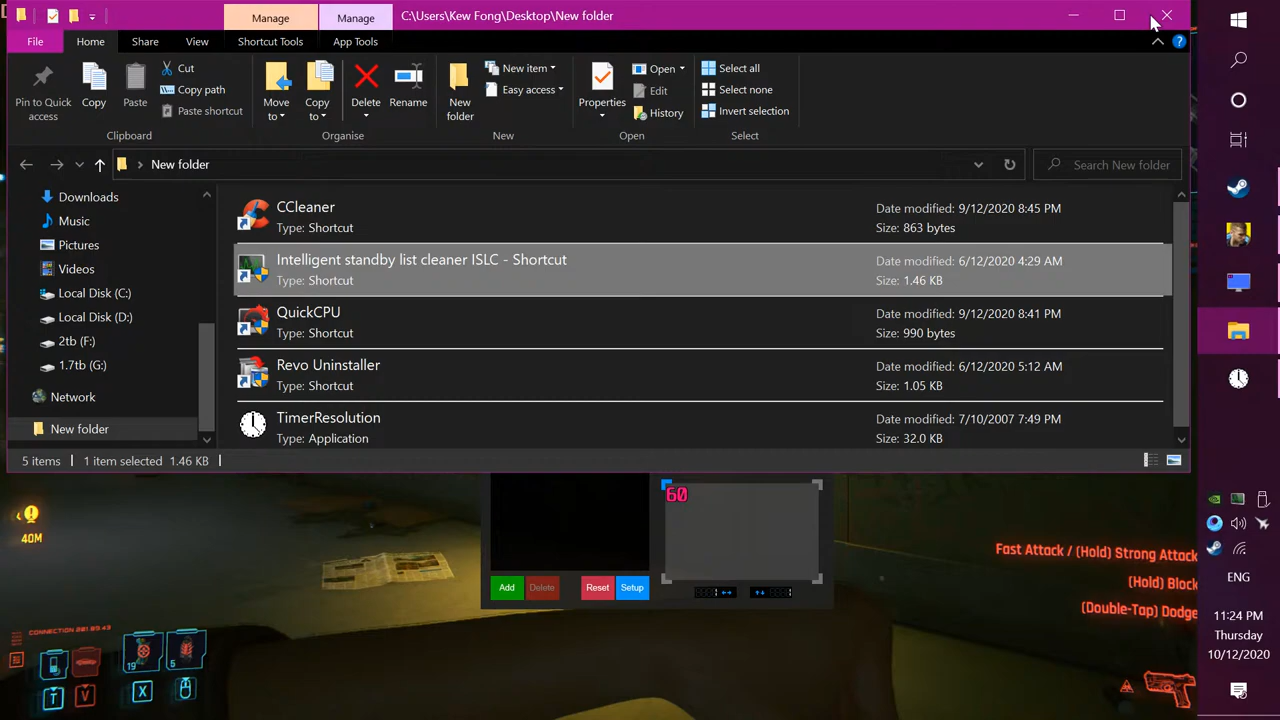 Manage
Manage
C:\Users\Kew Fong\Desktop\New folder
File
Home
Share
View
Shortcut Tools
App Tools
Pin to Quick access
Copy
Paste
Cut
Copy path
Paste shortcut
Clipboard
Move to
Copy to
Delete
Rename
Organise
New folder
New item
Easy access
New
Properties
Open
Edit
History
Open
Select all
Select none
Invert selection
Select
New folder
Search New folder
Downloads
Music
Pictures
Videos
Local Disk (C:)
Local Disk (D:)
2tb (F:)
1.7tb (G:)
Network
New folder
CCleaner
Type: Shortcut
Date modified: 9/12/2020 8:45 PM
Size: 863 bytes
Intelligent standby list cleaner ISLC - Shortcut
Type: Shortcut
Date modified: 6/12/2020 4:29 AM
Size: 1.46 KB
QuickCPU
Type: Shortcut
Date modified: 9/12/2020 8:41 PM
Size: 990 bytes
Revo Uninstaller
Type: Shortcut
Date modified: 6/12/2020 5:12 AM
Size: 1.05 KB
TimerResolution
Type: Application
Date modified: 7/10/2007 7:49 PM
Size: 32.0 KB
5 items
1 item selected 1.46 KB
60
Add
Delete
Reset
Setup
40M
Fast Attack / (Hold) Strong Attack
(Hold) Block
(Double-Tap) Dodge
19
5
T
V
X
ENG
11:24 PM
Thursday
10/12/2020